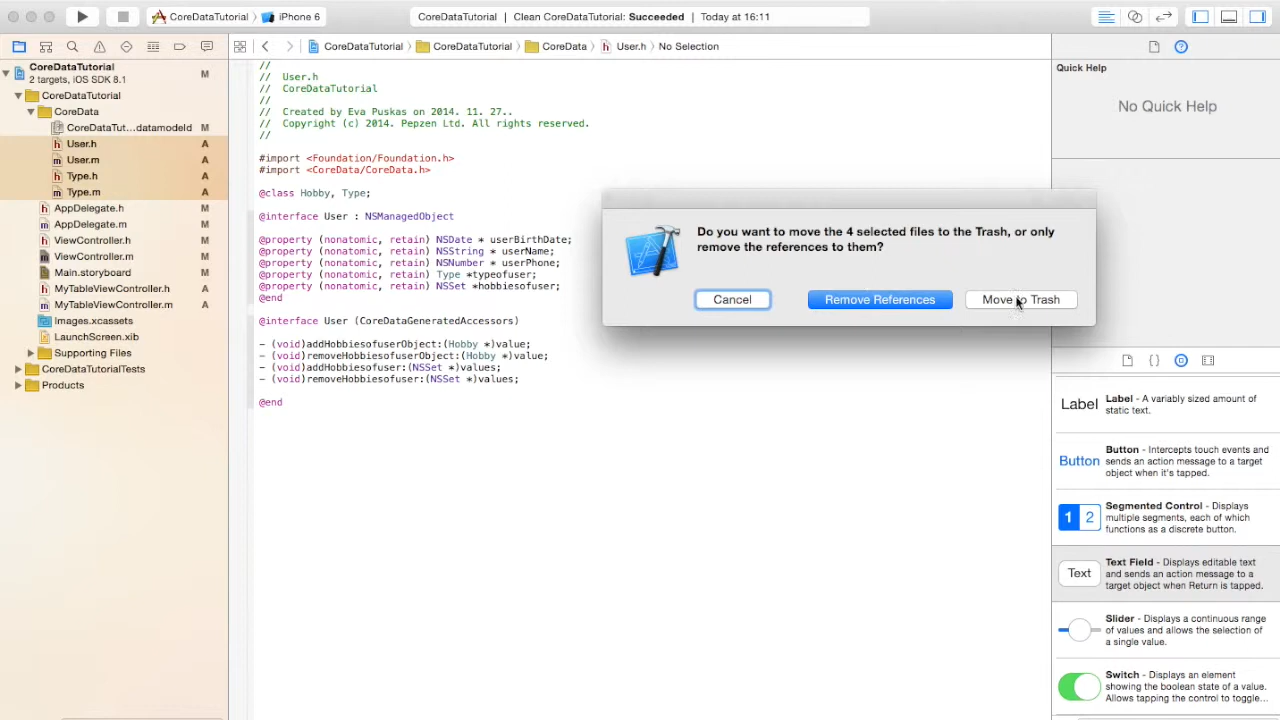 CoreDataTutorial 〉 iPhone 6
CoreDataTutorial | Clean CoreDataTutorial: Succeeded | Today at 16:11
CoreDataTutorial 〉 CoreDataTutorial 〉 CoreData 〉 User.h 〉 No Selection
CoreDataTutorial
2 targets, iOS SDK 8.1
M
CoreDataTutorial
CoreData
CoreDataTut...datamodeld M
User.h A
User.m A
Type.h A
Type.m A
AppDelegate.h M
AppDelegate.m M
ViewController.h M
ViewController.m M
Main.storyboard M
MyTableViewController.h M
MyTableViewController.m M
Images.xcassets
LaunchScreen.xib
Supporting Files
CoreDataTutorialTests
Products
//
// User.h
// CoreDataTutorial
//
// Created by Eva Puskas on 2014. 11. 27..
// Copyright (c) 2014. Pepzen Ltd. All rights reserved.
//
#import <Foundation/Foundation.h>
#import <CoreData/CoreData.h>
@class Hobby, Type;
@interface User : NSManagedObject
@property (nonatomic, retain) NSDate * userBirthDate;
@property (nonatomic, retain) NSString * userName;
@property (nonatomic, retain) NSNumber * userPhone;
@property (nonatomic, retain) Type *typeofuser;
@property (nonatomic, retain) NSSet *hobbiesofuser;
@end
@interface User (CoreDataGeneratedAccessors)
- (void)addHobbiesofuserObject:(Hobby *)value;
- (void)removeHobbiesofuserObject:(Hobby *)value;
- (void)addHobbiesofuser:(NSSet *)values;
- (void)removeHobbiesofuser:(NSSet *)values;
@end
Do you want to move the 4 selected files to the Trash, or only
remove the references to them?
Cancel
Remove References
Move to Trash
Quick Help
No Quick Help
Label
Label - A variably sized amount of
static text.
Button
Button - Intercepts touch events and
sends an action message to a target
object when it's tapped.
1 2
Segmented Control - Displays
multiple segments, each of which
functions as a discrete button.
Text
Text Field - Displays editable text
and sends an action message to a
target object when Return is tapped.
Slider - Displays a continuous range
of values and allows the selection of
a single value.
Switch - Displays an element
showing the boolean state of a value.
Allows tapping the control to toggle...